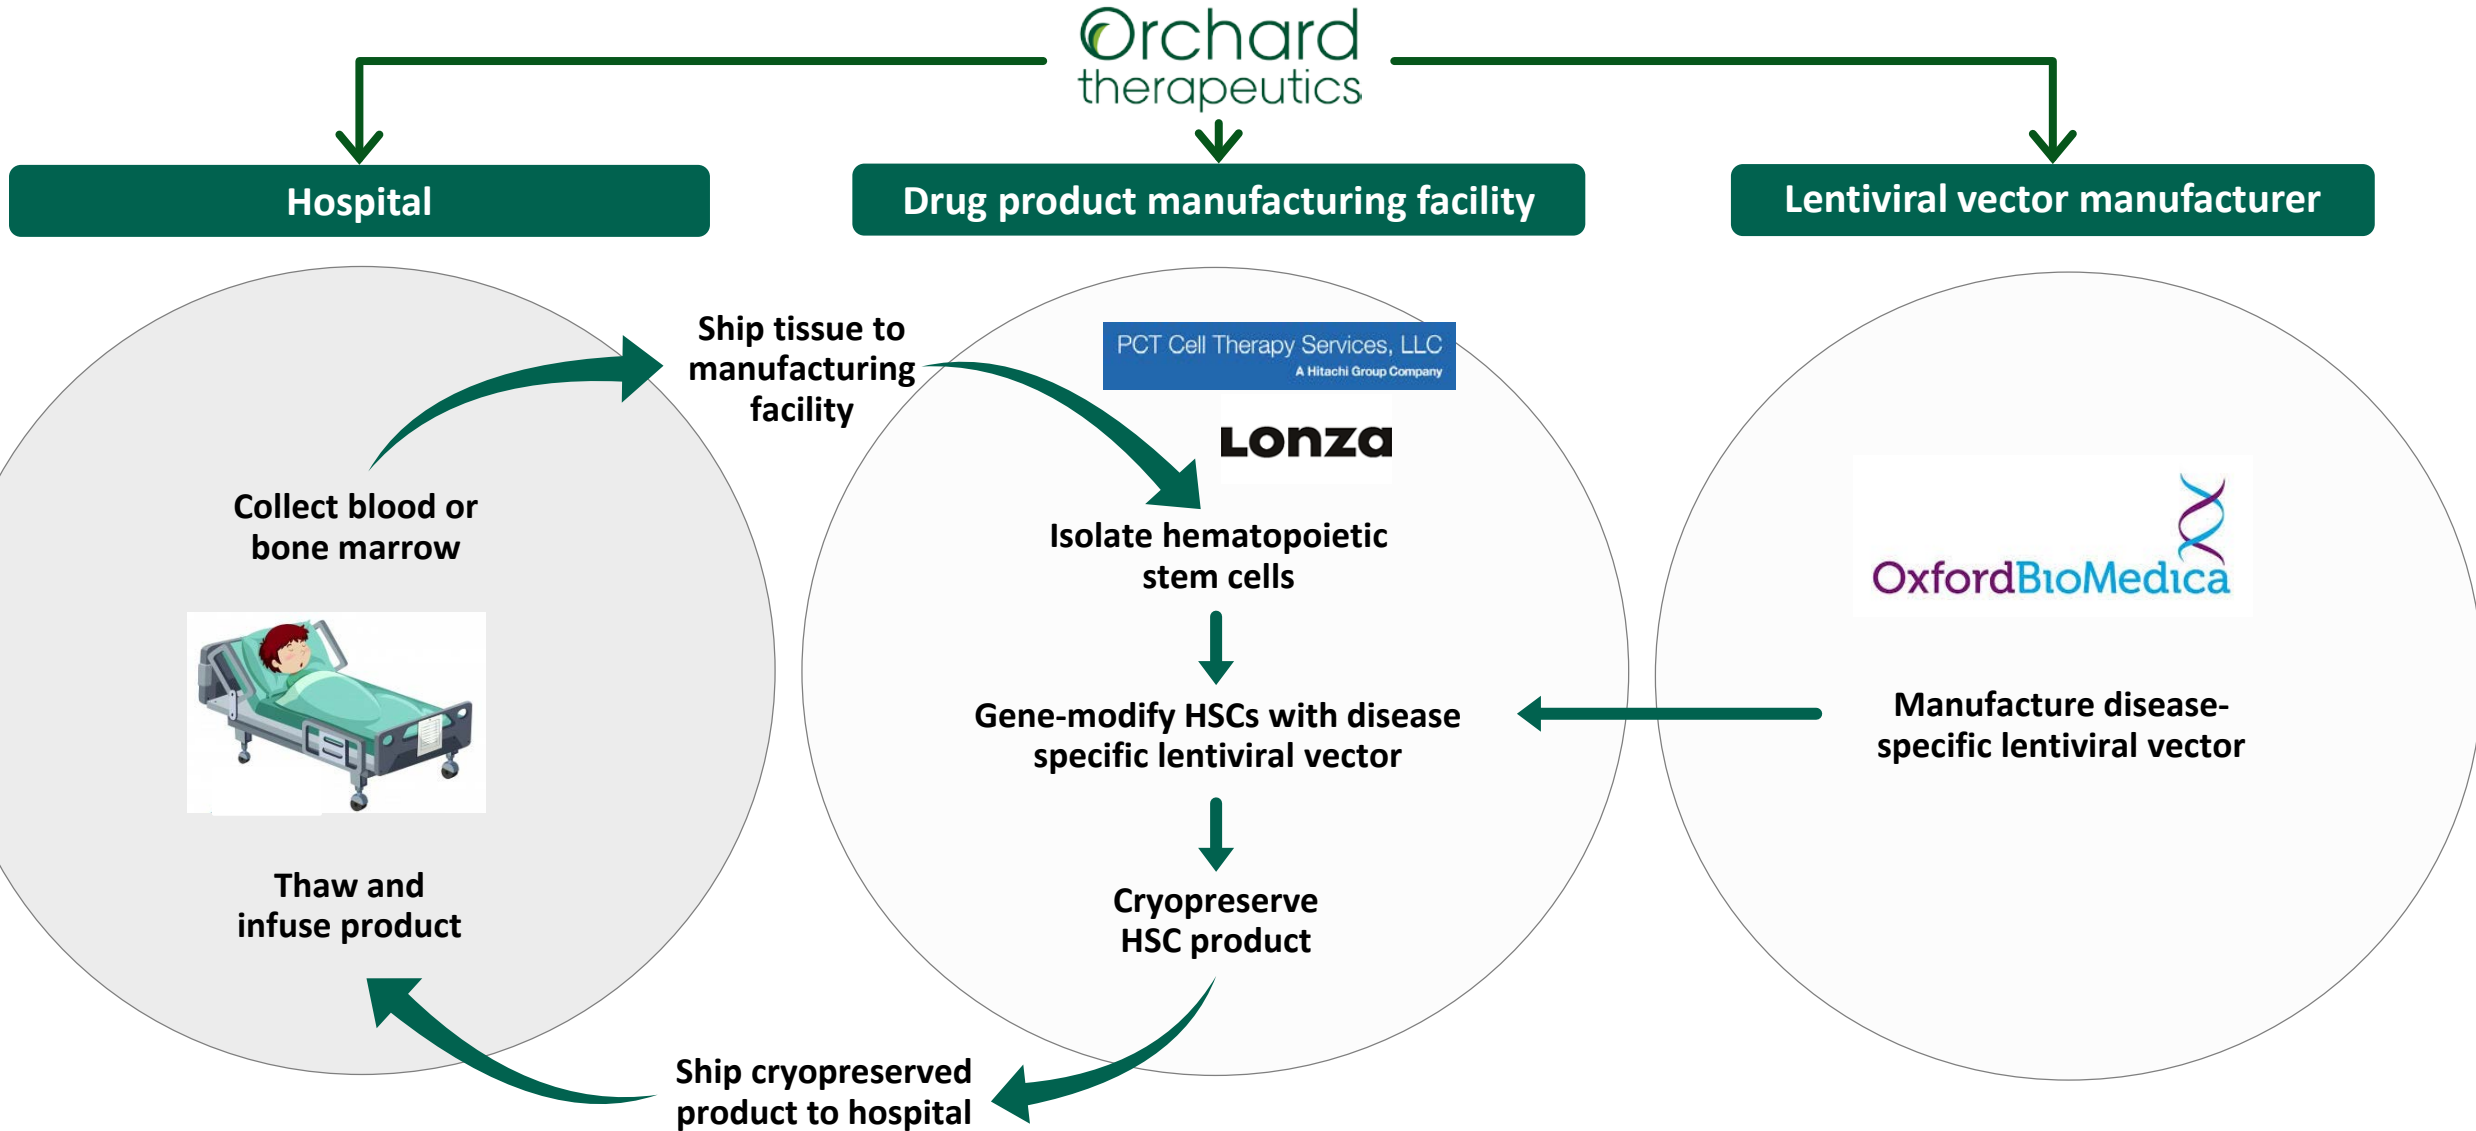 Orchard
therapeutics
Hospital
Drug product manufacturing facility
Lentiviral vector manufacturer
Ship tissue to
manufacturing
facility
Collect blood or
bone marrow
Thaw and
infuse product
PCT Cell Therapy Services, LLC
A Hitachi Group Company
Lonza
Isolate hematopoietic
stem cells
Gene-modify HSCs with disease
specific lentiviral vector
Cryopreserve
HSC product
Ship cryopreserved
product to hospital
OxfordBioMedica
Manufacture disease-
specific lentiviral vector